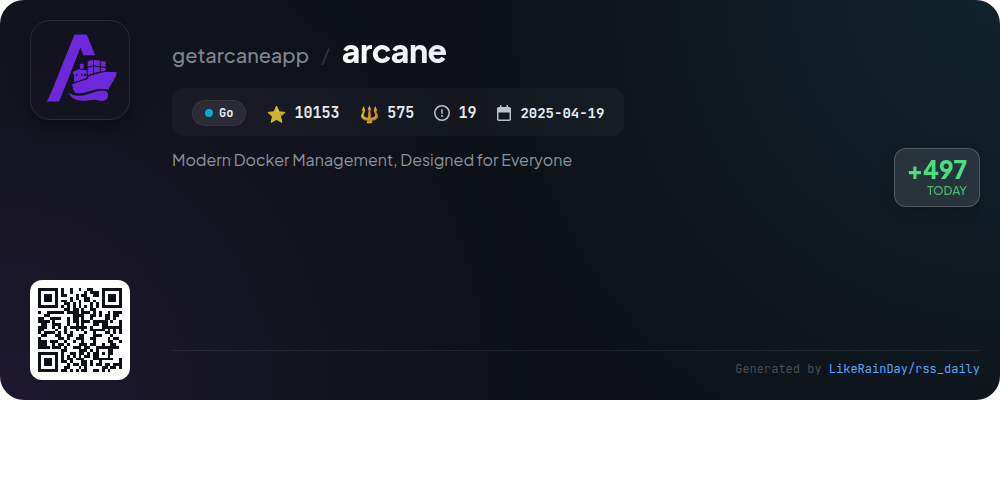 getarcaneapp / arcane
Go 10153 575 19 2025-04-19
Modern Docker Management, Designed for Everyone
+497
TODAY
Generated by LikeRainDay/rss_daily